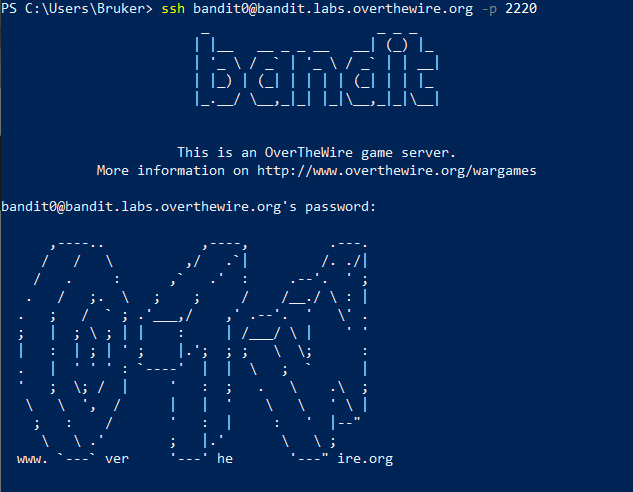 PS C:\Users\Bruker> ssh bandit0@bandit.labs.overthewire.org -p 2220
bandit
This is an OverTheWire game server.
More information on http://www.overthewire.org/wargames
bandit0@bandit.labs.overthewire.org's password:
www. ver he ire.org